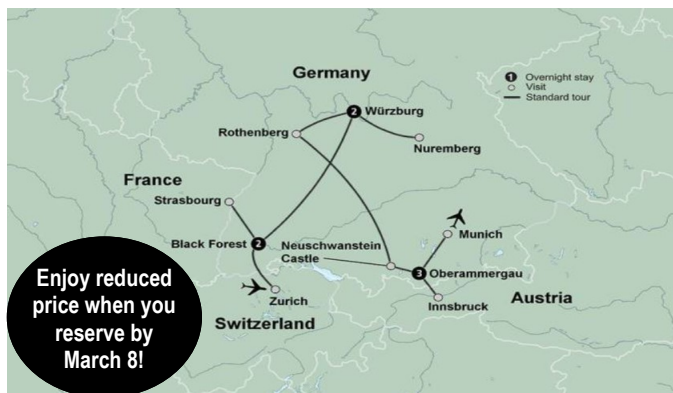 Germany
1 Overnight stay
Visit
Standard tour
2 Würzburg
Rothenberg
Nuremberg
France
Strasbourg
Black Forest 2
Munich
Neuschwanstein
Castle
3 Oberammergau
Zurich
Innsbruck
Austria
Switzerland
Enjoy reduced
price when you
reserve by
March 8!